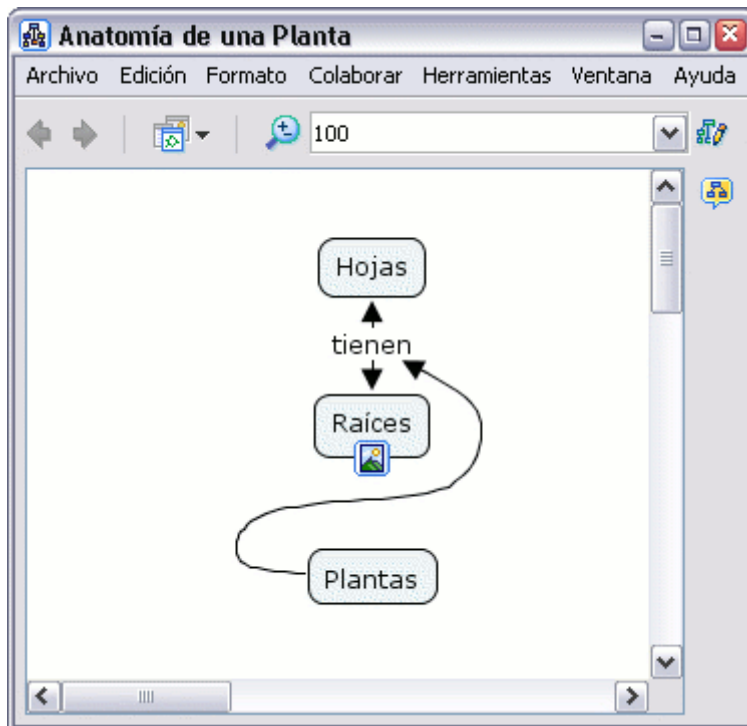 Anatomía de una Planta
Archivo Edición Formato Colaborar Herramientas Ventana Ayuda
100
Hojas
tienen
Raíces
Plantas